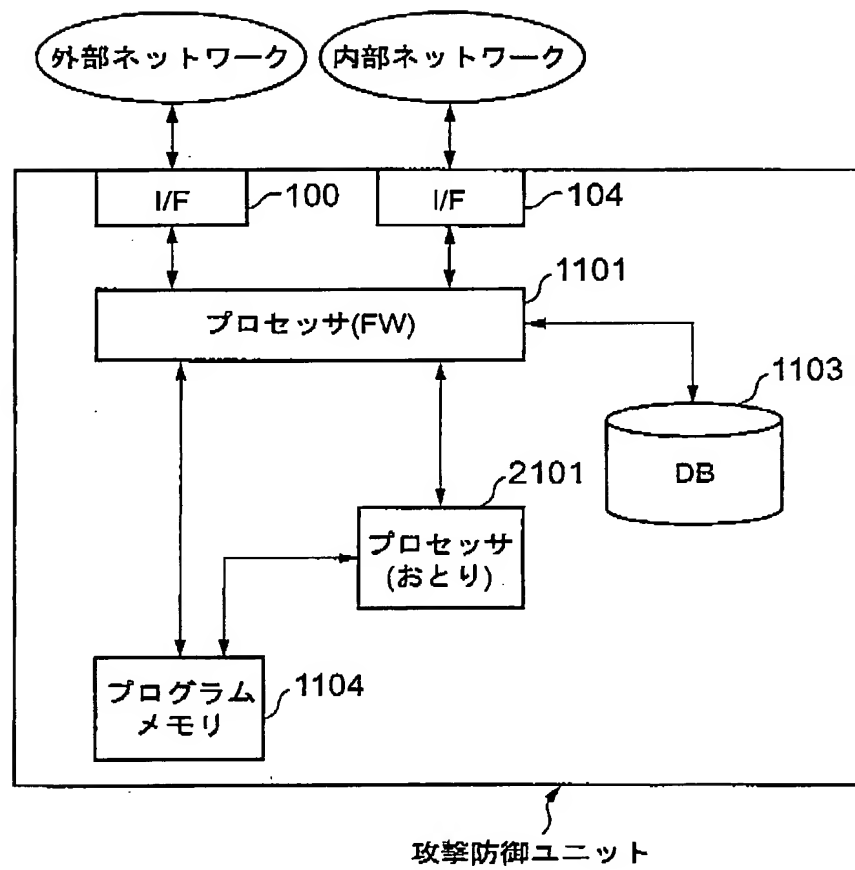 外部ネットワーク
内部ネットワーク
I/F
100
I/F
104
1101
プロセッサ(FW)
1103
DB
2101
プロセッサ
(おとり)
プログラム
メモリ
1104
攻撃防御ユニット